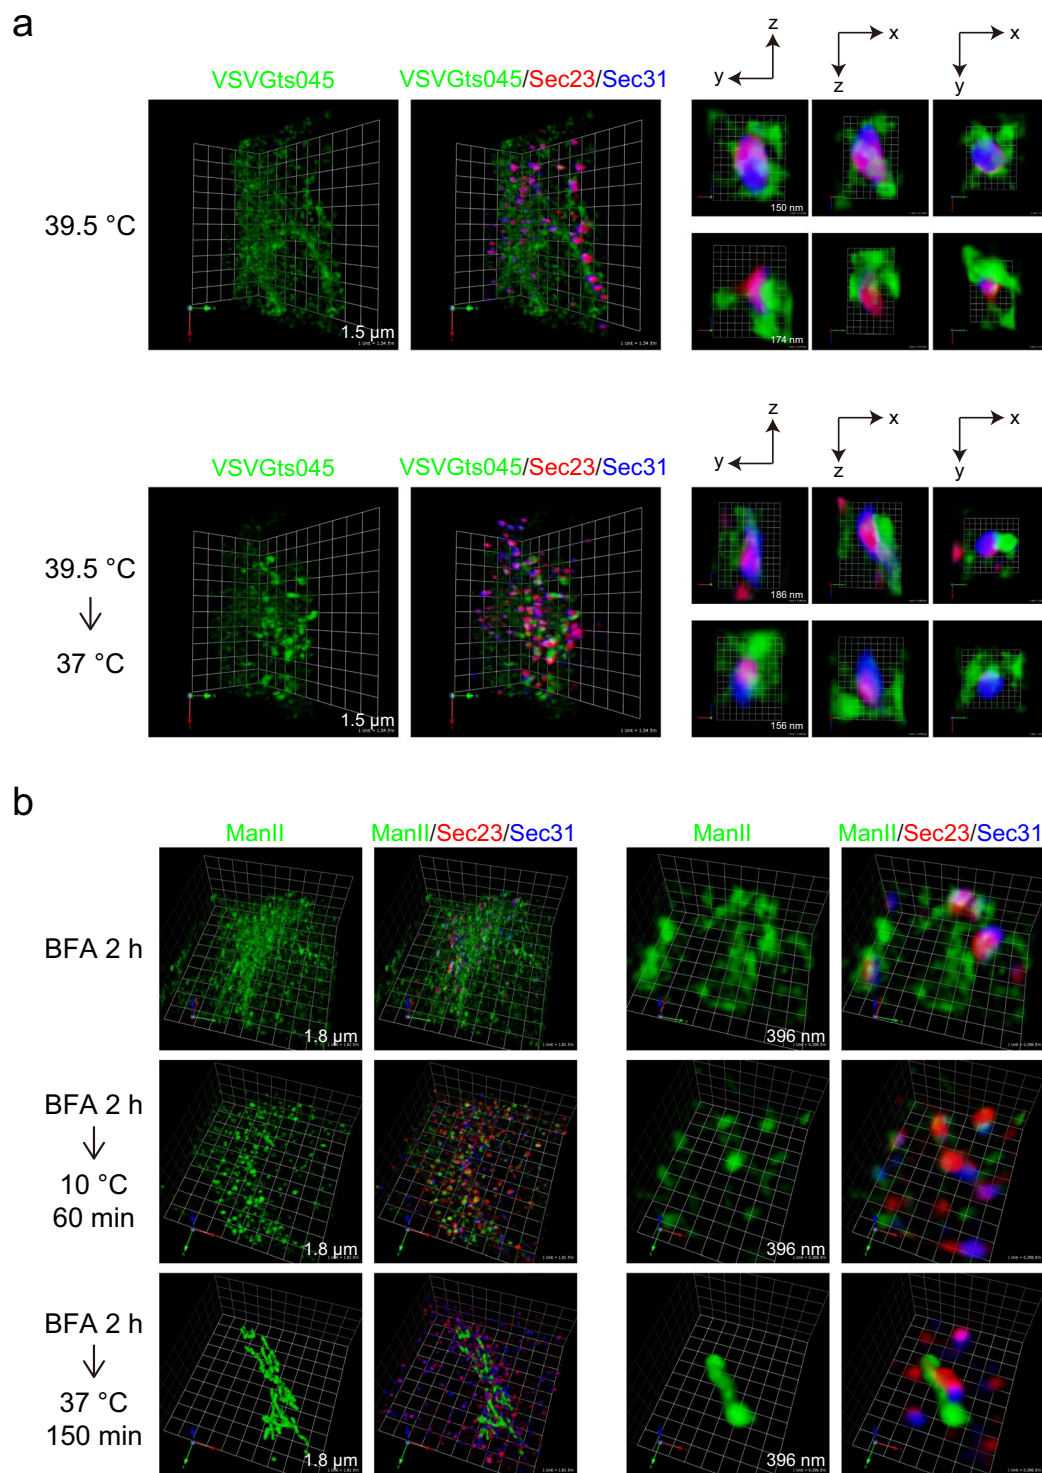 a
z
x
x
y
z
y
VSVGts045
VSVGts045/Sec23/Sec31
39.5 °C
1.5 µm
150 nm
174 nm
z
x
x
y
z
y
VSVGts045
VSVGts045/Sec23/Sec31
39.5 °C
37 °C
1.5 µm
186 nm
156 nm
b
ManII
ManII/Sec23/Sec31
ManII
ManII/Sec23/Sec31
BFA 2 h
1.8 µm
396 nm
BFA 2 h
10 °C
60 min
1.8 µm
396 nm
BFA 2 h
37 °C
150 min
1.8 µm
396 nm